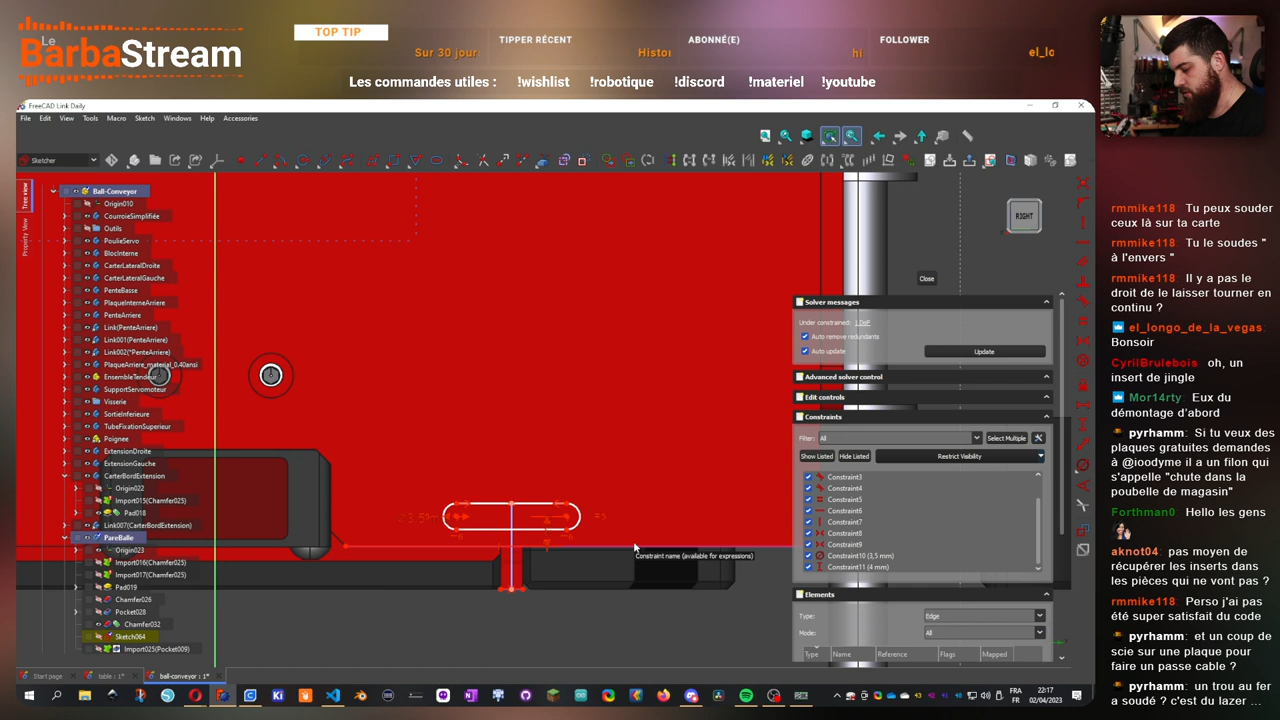 Le
BarbaStream
TOP TIP
TIPPER RÉCENT
ABONNÉ(E)
FOLLOWER
Sur 30 jour
Histoı
hi
el_lo
Les commandes utiles : !wishlist !robotique !discord !materiel !youtube
FreeCAD Link Daily
File Edit View Tools Macro Sketch Windows Help Accessories
Sketcher
Tree view
Property View
Ball-Conveyor
Origin010
CourroieSimplifiée
Outils
PoulieServo
BlocInterne
CarterLateralDroite
CarterLateralGauche
PenteBasse
PlaqueInterneArriere
PenteArriere
Link(PenteArriere)
Link001(PenteArriere)
Link002(*PenteArriere)
PlaqueArriere_material_0.40ansi
EnsembleTendeur
SupportServomoteur
Visserie
SortieInferieure
TubeFixationSuperieur
Poignee
ExtensionDroite
ExtensionGauche
CarterBordExtension
Origin022
Import015(Chamfer025)
Pad018
Link007(CarterBordExtension)
PareBalle
Origin023
Import016(Chamfer025)
Import017(Chamfer025)
Pad019
Chamfer026
Pocket028
Chamfer032
Sketch064
Import025(Pocket009)
RIGHT
Close
Solver messages
Under constrained: 1 DoF
Auto remove redundants
Auto update
Update
Advanced solver control
Edit controls
Constraints
Filter: All
Select Multiple
Show Listed
Hide Listed
Restrict Visibility
Constraint3
Constraint4
Constraint5
Constraint6
Constraint7
Constraint8
Constraint9
Constraint10 (3,5 mm)
Constraint11 (4 mm)
Constraint name (available for expressions)
Elements
Type: Edge
Mode: All
Type Name Reference Flags Mapped
Start page
table : 1*
ball-conveyor : 1*
FRA
FR
22:17
02/04/2023
rmmike118: Tu peux souder
ceux là sur ta carte
rmmike118: Tu le soudes "
à l'envers "
rmmike118: Il y a pas le
droit de le laisser tourner en
continu ?
el_longo_de_la_vegas:
Bonsoir
CyrilBrulebois: oh, un
insert de jingle
Mor14rty: Eux du
démontage d'abord
pyrhamm: Si tu veux des
plaques gratuites demandes
à @ioodyme il a un filon qui
s'appelle "chute dans la
poubelle de magasin"
Forthman0: Hello les gens
aknot04: pas moyen de
récupérer les inserts dans
les pièces qui ne vont pas ?
rmmike118: Perso j'ai pas
été super satisfait du code
pyrhamm: et un coup de
scie sur une plaque pour
faire un passe cable ?
pyrhamm: un trou au fer
a soudé ? c'est du lazer ...